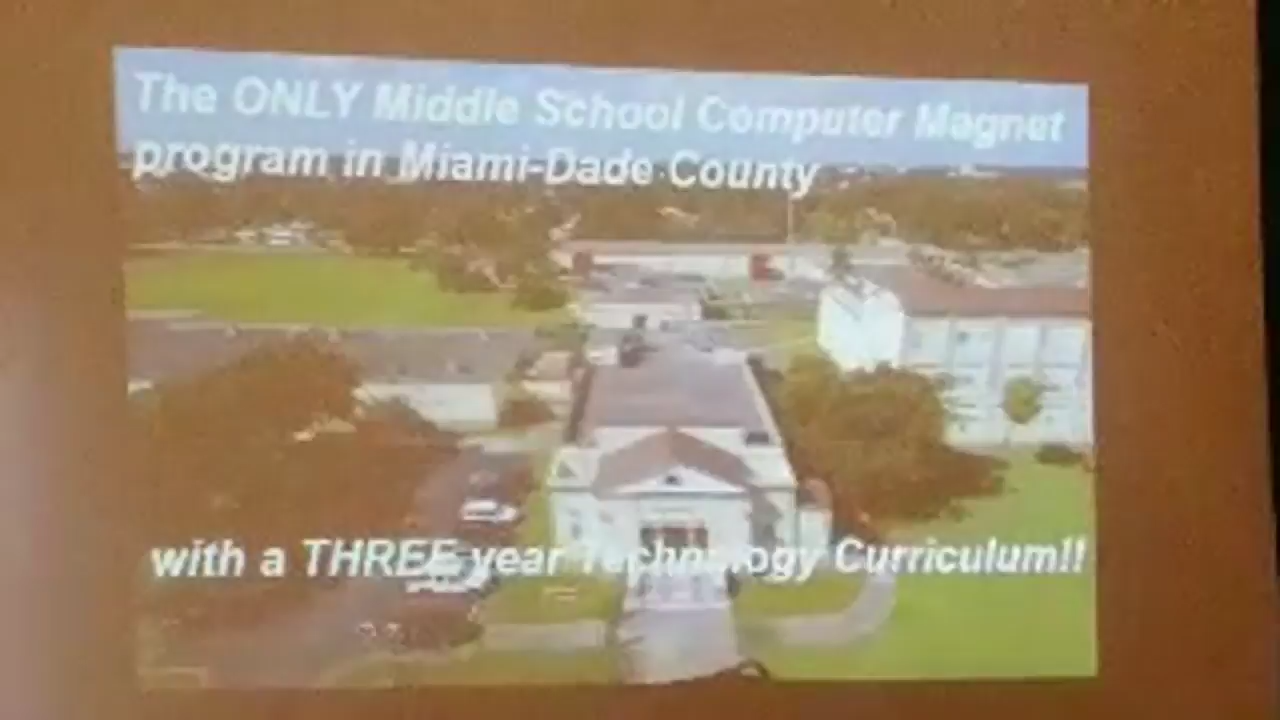 The ONLY Middle School Computer Magnet
program in Miami-Dade County
with a THREE year Technology Curriculum!!